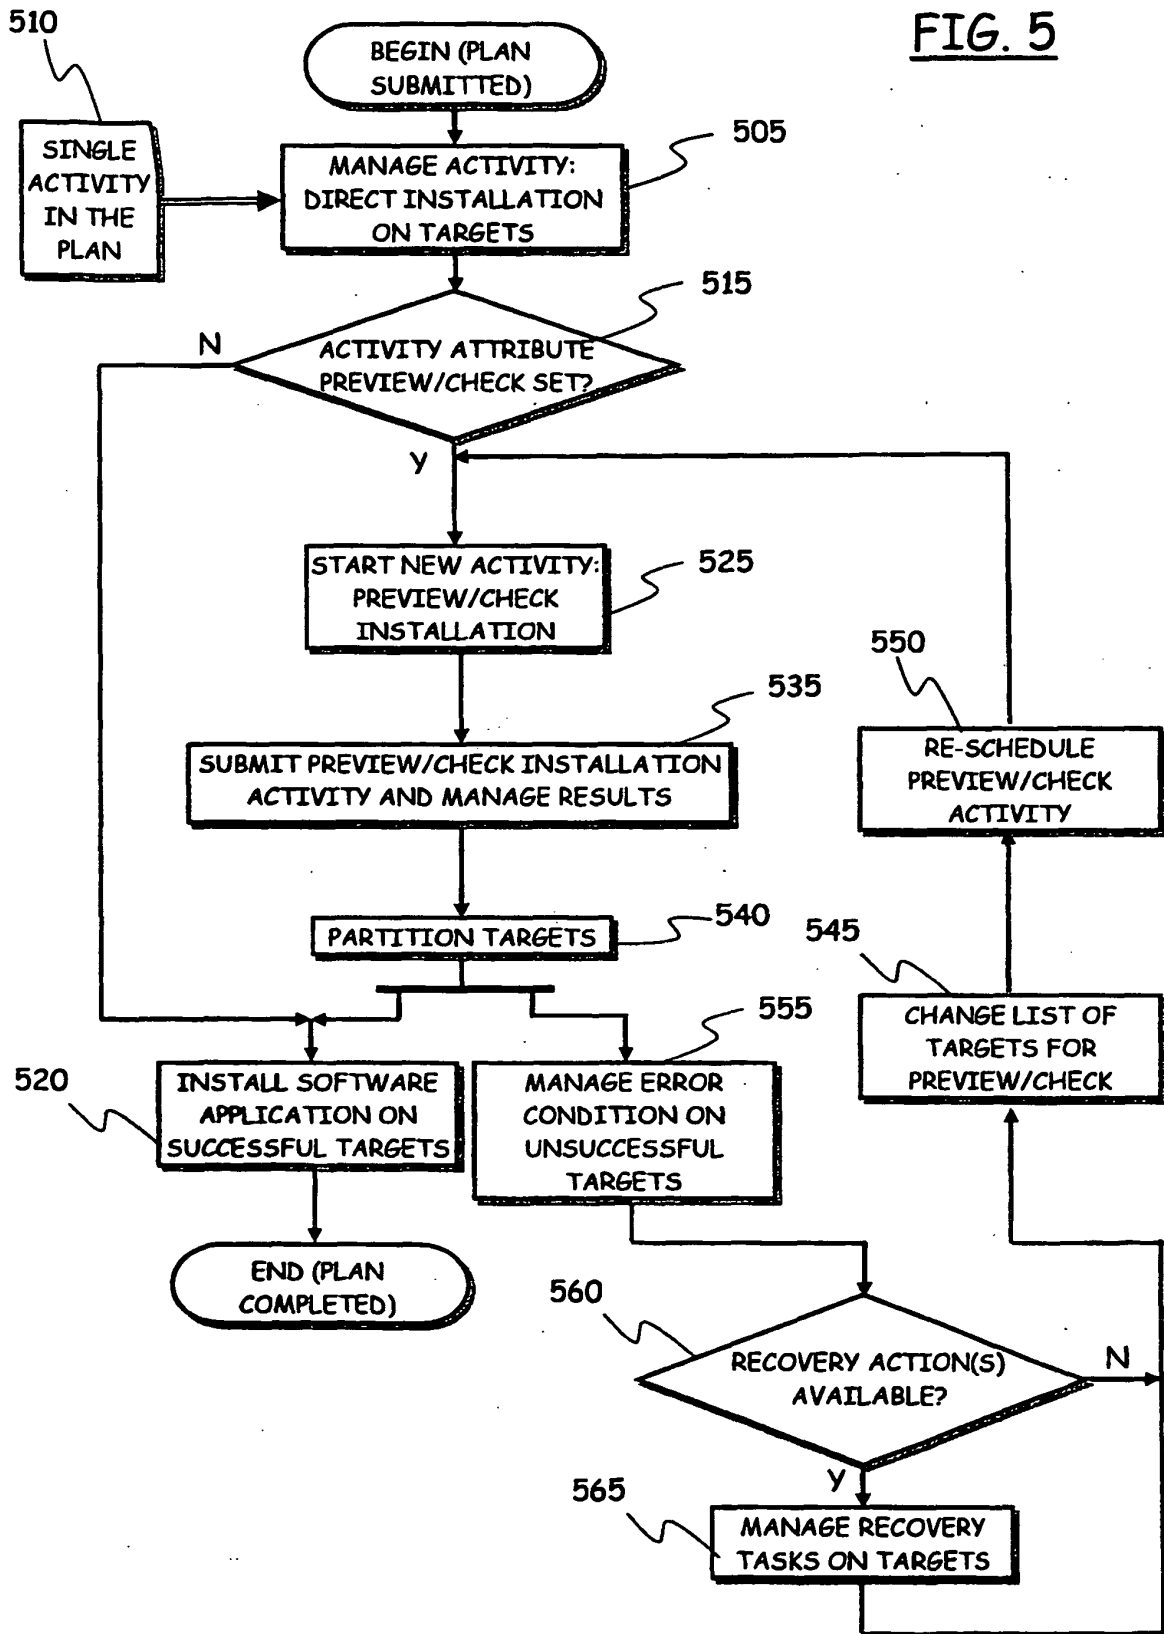 510
FIG. 5
BEGIN (PLAN
SUBMITTED)
505
SINGLE
ACTIVITY
IN THE
PLAN
MANAGE ACTIVITY:
DIRECT INSTALLATION
ON TARGETS
515
N
ACTIVITY ATTRIBUTE
PREVIEW/CHECK SET?
Y
START NEW ACTIVITY:
PREVIEW/CHECK
INSTALLATION
525
550
535
SUBMIT PREVIEW/CHECK INSTALLATION
ACTIVITY AND MANAGE RESULTS
RE-SCHEDULE
PREVIEW/CHECK
ACTIVITY
540
PARTITION TARGETS
545
555
CHANGE LIST OF
TARGETS FOR
PREVIEW/CHECK
520
INSTALL SOFTWARE
APPLICATION ON
SUCCESSFUL TARGETS
MANAGE ERROR
CONDITION ON
UNSUCCESSFUL
TARGETS
END (PLAN
COMPLETED)
560
RECOVERY ACTION(S)
AVAILABLE?
N
Y
565
MANAGE RECOVERY
TASKS ON TARGETS